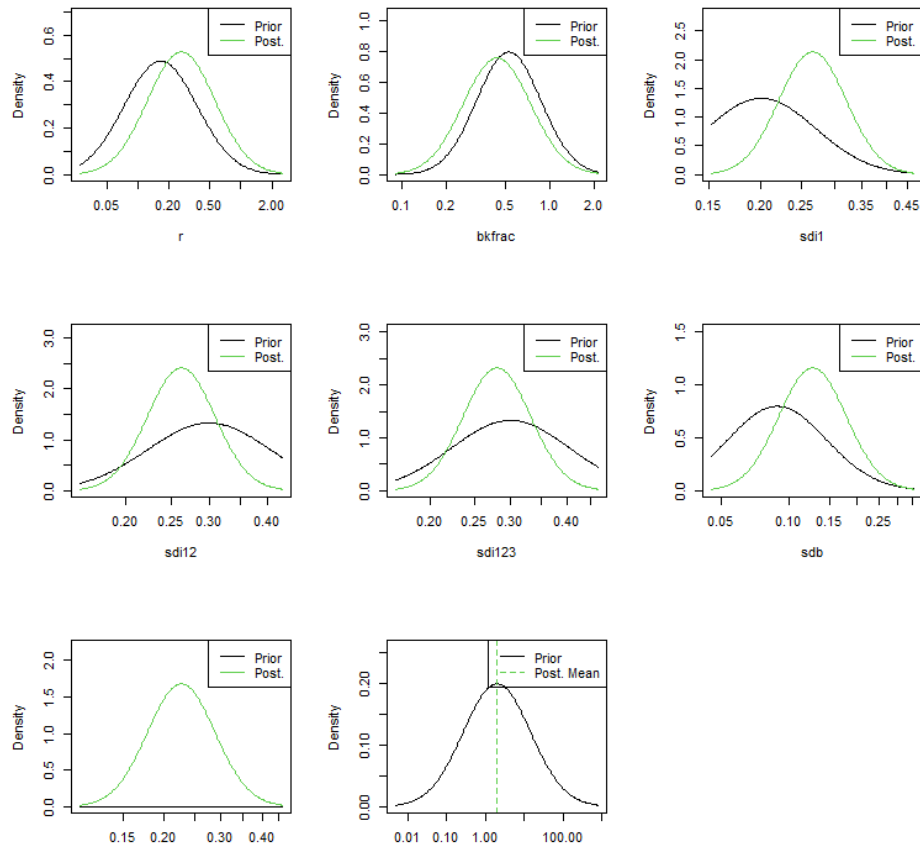 Prior
Post.
Density
0.0 0.2 0.4 0.6
0.05 0.20 0.50 2.00
r
Prior
Post.
Density
0.0 0.2 0.4 0.6 0.8 1.0
0.1 0.2 0.5 1.0 2.0
bkfrac
Prior
Post.
Density
0.0 0.5 1.0 1.5 2.0 2.5
0.15 0.20 0.25 0.35 0.45
sdi1
Prior
Post.
Density
0.0 1.0 2.0 3.0
0.20 0.25 0.30 0.40
sdi12
Prior
Post.
Density
0.0 1.0 2.0 3.0
0.20 0.30 0.40
sdi123
Prior
Post.
Density
0.0 0.5 1.0 1.5
0.05 0.10 0.15 0.25
sdb
Prior
Post.
Density
0.0 0.5 1.0 1.5 2.0
0.15 0.20 0.30 0.40
Prior
Post. Mean
Density
0.00 0.10 0.20
0.01 0.10 1.00 100.00